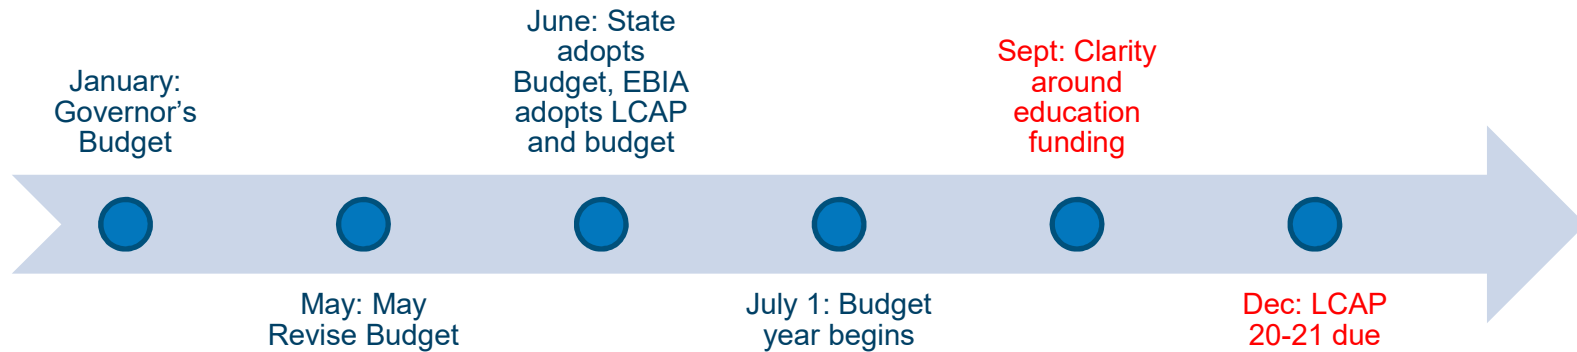 January:
Governor’s
Budget
May: May
Revise Budget
June: State
adopts
Budget, EBIA
adopts LCAP
and budget
July 1: Budget
year begins
Sept: Clarity
around
education
funding
Dec: LCAP
20-21 due